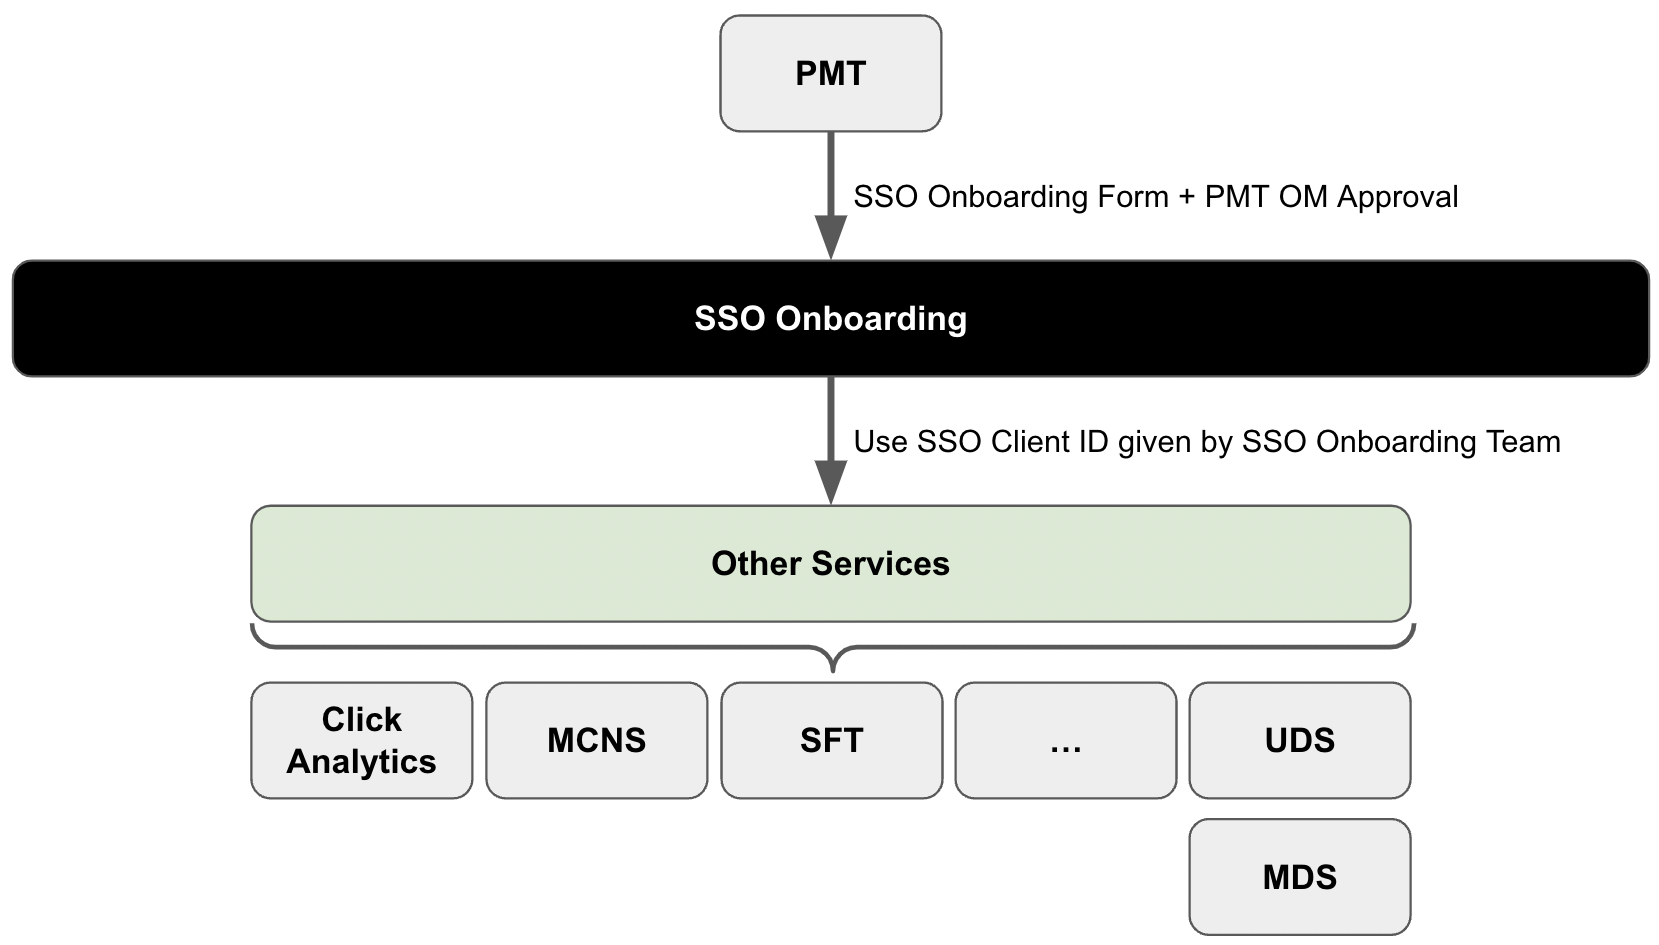 PMT
SSO Onboarding Form + PMT OM Approval
SSO Onboarding
Use SSO Client ID given by SSO Onboarding Team
Other Services
Click
Analytics
MCNS
SFT
...
UDS
MDS